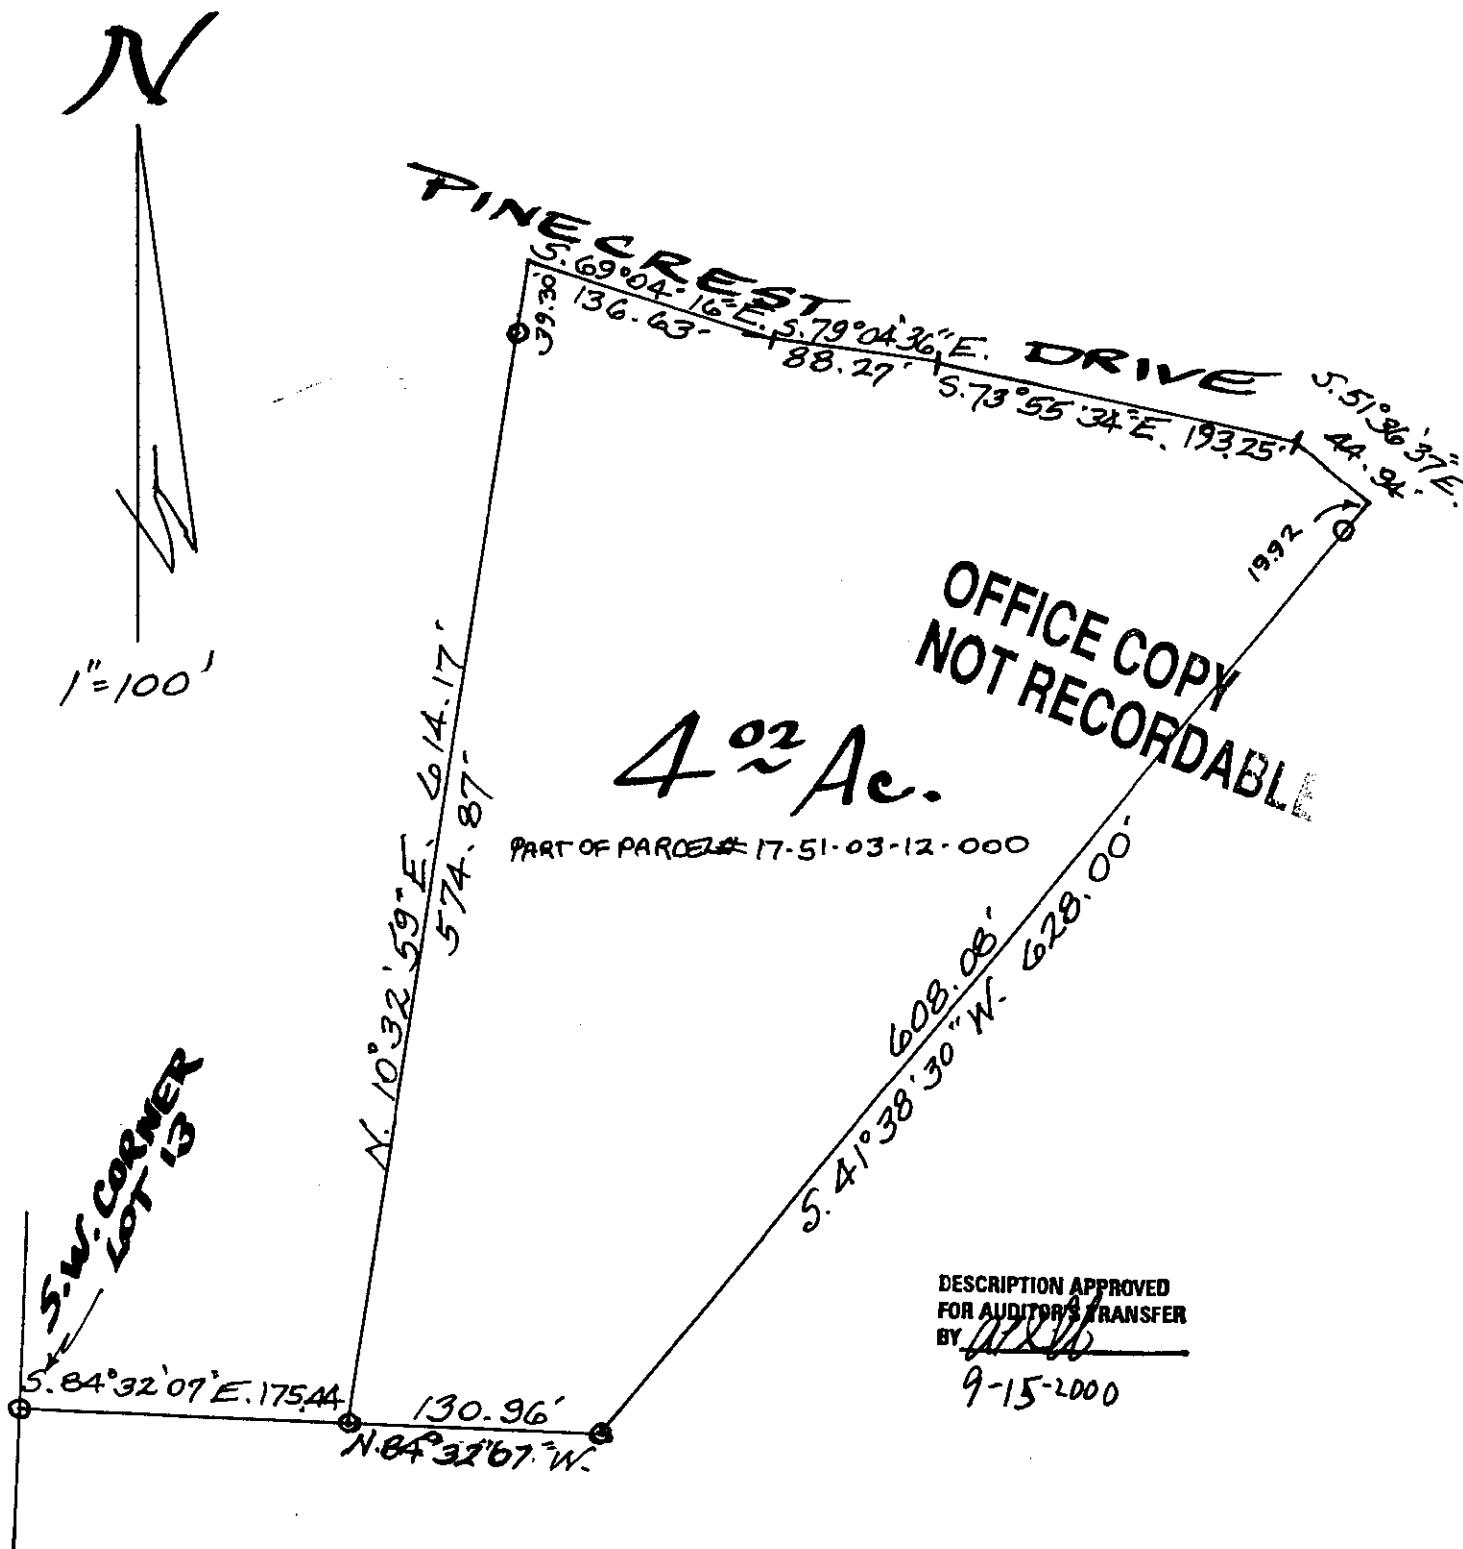 N
1"=100'
PINECREST DRIVE
S. 69°04'16"E.
136.63'
S. 79°04'36"E.
88.27'
S. 73°55'34"E. 193.25'
S. 51°36'37"E.
44.94'
39.30'
19.92
OFFICE COPY
NOT RECORDABLE
N. 10°32'59"E. 614.17'
574.87'
4 02 Ac.
PART OF PARCEL# 17-51-03-12-000
608.08'
S. 41°38'30"W. 628.00'
S.W. CORNER
LOT 13
S. 84°32'07"E. 175.44
130.96'
N. 84°32'07"W.
DESCRIPTION APPROVED
FOR AUDITOR'S TRANSFER
BY
9-15-2000